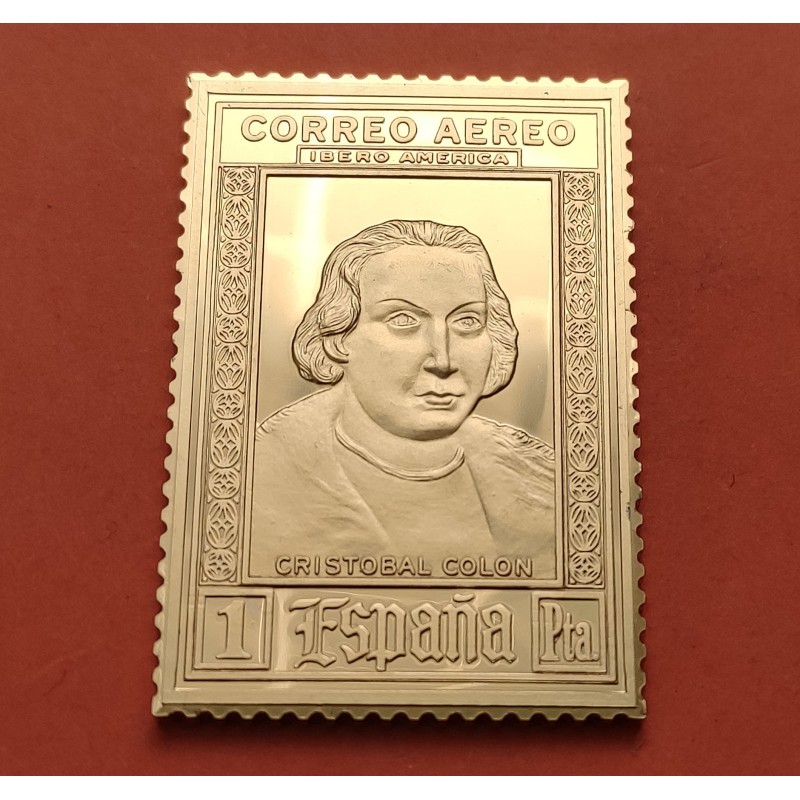 CORREO AEREO
IBERO AMERICA
CRISTOBAL COLON
1 España Pta.